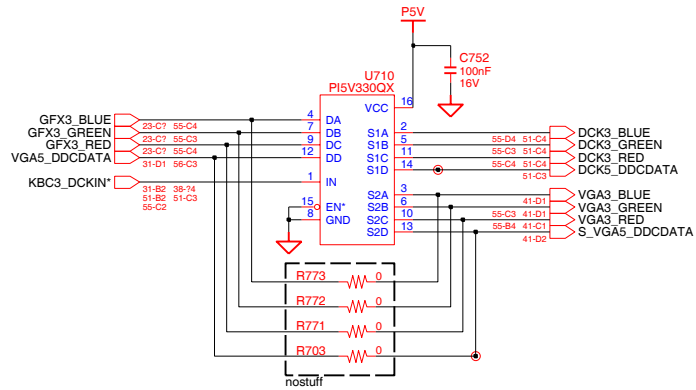 P5V
C752
100nF
16V
U710
PI5V330QX
16
VCC
GFX3_BLUE 4 DA S1A 2 DCK3_BLUE
23-C? 55-C4 55-D4 51-C4
GFX3_GREEN 7 DB S1B 5 DCK3_GREEN
23-C? 55-C3 55-C3 51-C4
GFX3_RED 9 DC S1C 11 DCK3_RED
23-C? 55-C4 55-C4 51-C4
VGA5_DDCDATA 12 DD S1D 14 DCK5_DDCDATA
31-D1 56-C3 51-C3
KBC3_DCKIN* 1 IN S2A 3 VGA3_BLUE
31-B2 38-?4 41-D1
51-B2 51-C3
55-C2
15 EN* S2B 6 VGA3_GREEN
55-C3 41-D1
8 GND S2C 10 VGA3_RED
55-B4 41-C1
S2D 13 S_VGA5_DDCDATA
41-D2
R773 0
R772 0
R771 0
R703 0
nostuff